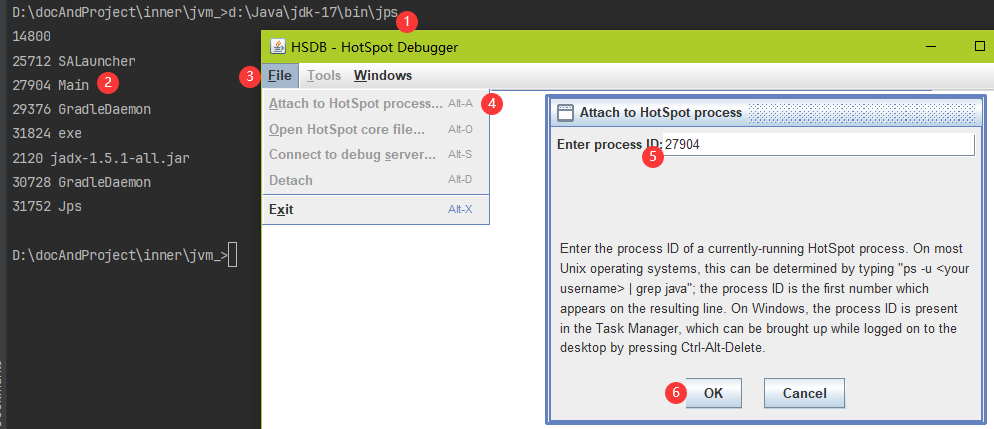 D:\docAndProject\inner\jvm_>d:\Java\jdk-17\bin\jps
1
14800
25712 SALauncher
27904 Main
2
29376 GradleDaemon
31824 exe
2120 jadx-1.5.1-all.jar
30728 GradleDaemon
31752 Jps
D:\docAndProject\inner\jvm_>
HSDB - HotSpot Debugger
3
File Tools Windows
Attach to HotSpot process... Alt-A
4
Open HotSpot core file... Alt-O
Connect to debug server... Alt-S
Detach Alt-D
Exit Alt-X
Attach to HotSpot process
Enter process ID: 27904
5
Enter the process ID of a currently-running HotSpot process. On most
Unix operating systems, this can be determined by typing "ps -u <your
username> | grep java"; the process ID is the first number which
appears on the resulting line. On Windows, the process ID is present
in the Task Manager, which can be brought up while logged on to the
desktop by pressing Ctrl-Alt-Delete.
6
OK Cancel